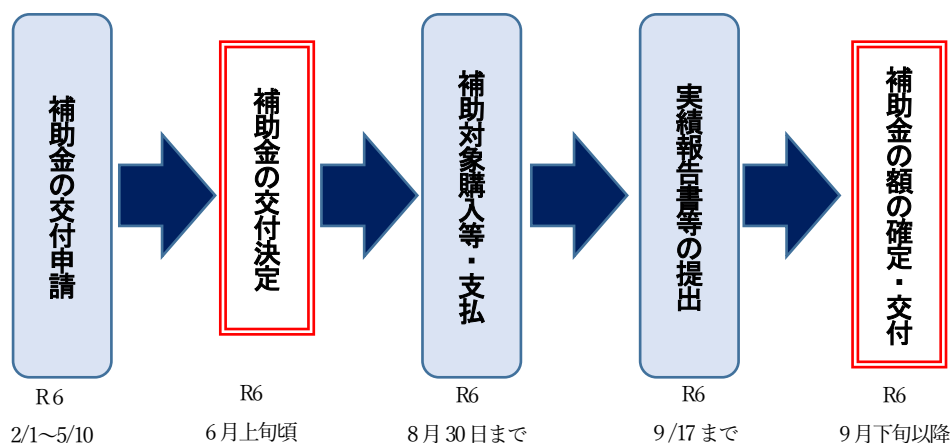 補助金の交付申請
補助金の交付決定
補助対象購入等・支払
実績報告書等の提出
補助金の額の確定・交付
R6
2/1～5/10
R6
6月上旬頃
R6
8月30日まで
R6
9/17まで
R6
9月下旬以降